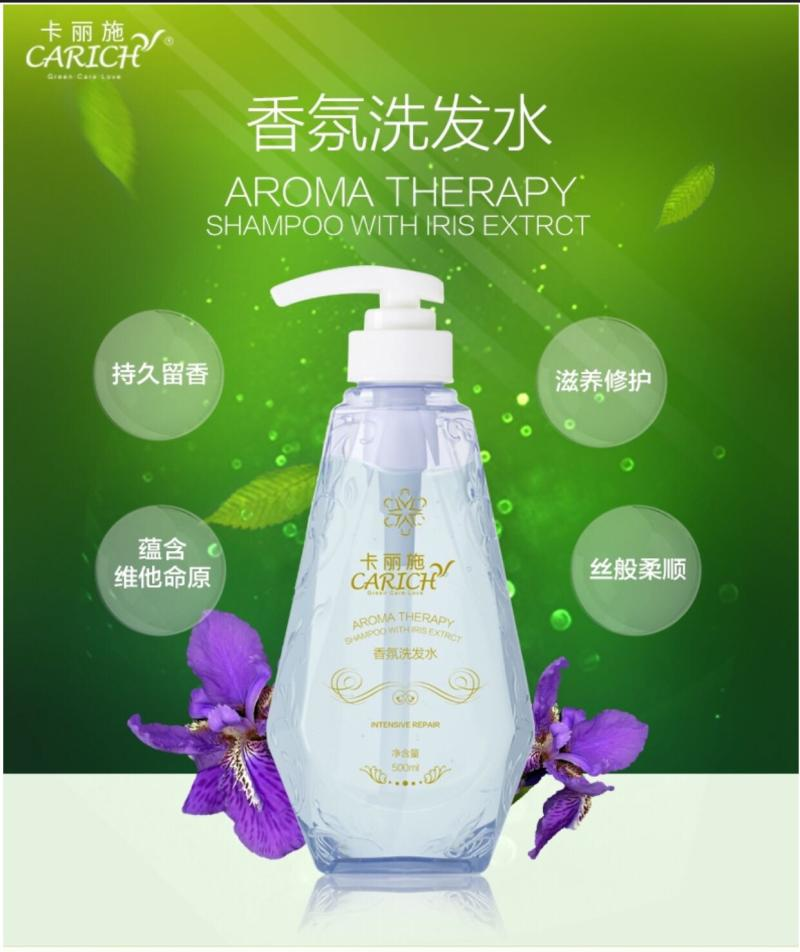 卡丽施
CARICH®
Green Care Love
香氛洗发水
AROMA THERAPY
SHAMPOO WITH IRIS EXTRCT
持久留香
滋养修护
蕴含
维他命原
丝般柔顺
卡丽施
CARICH
Green Care Love
AROMA THERAPY
SHAMPOO WITH IRIS EXTRCT
香氛洗发水
INTENSIVE REPAIR
净含量
500ml